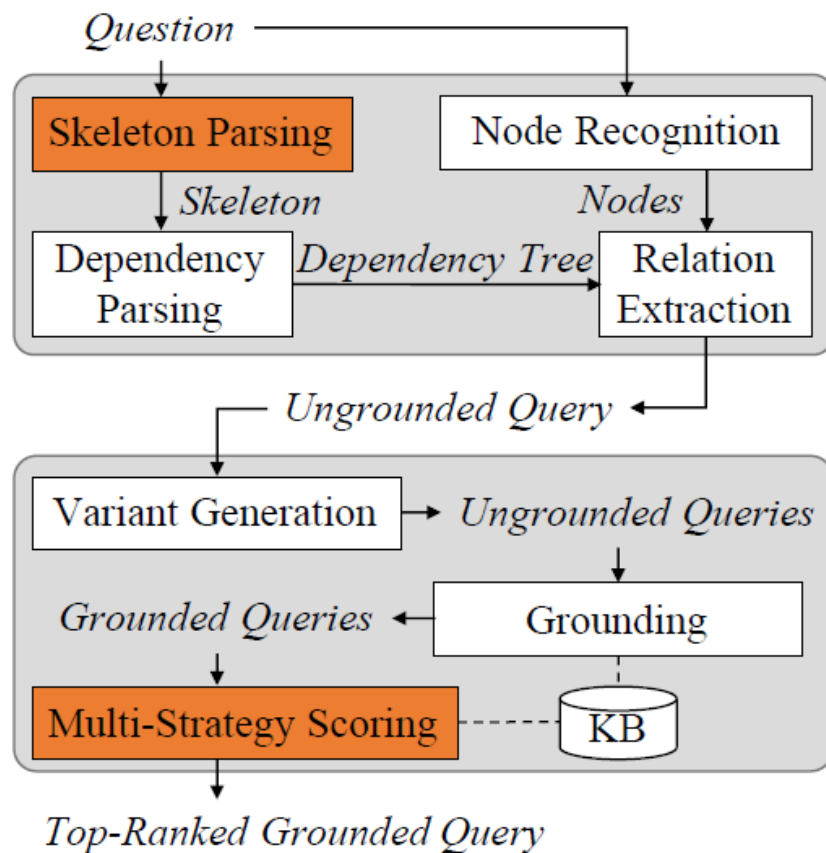 Question
Skeleton Parsing
Node Recognition
Skeleton
Nodes
Dependency
Parsing
Dependency Tree
Relation
Extraction
Ungrounded Query
Variant Generation
Ungrounded Queries
Grounded Queries
Grounding
Multi-Strategy Scoring
KB
Top-Ranked Grounded Query